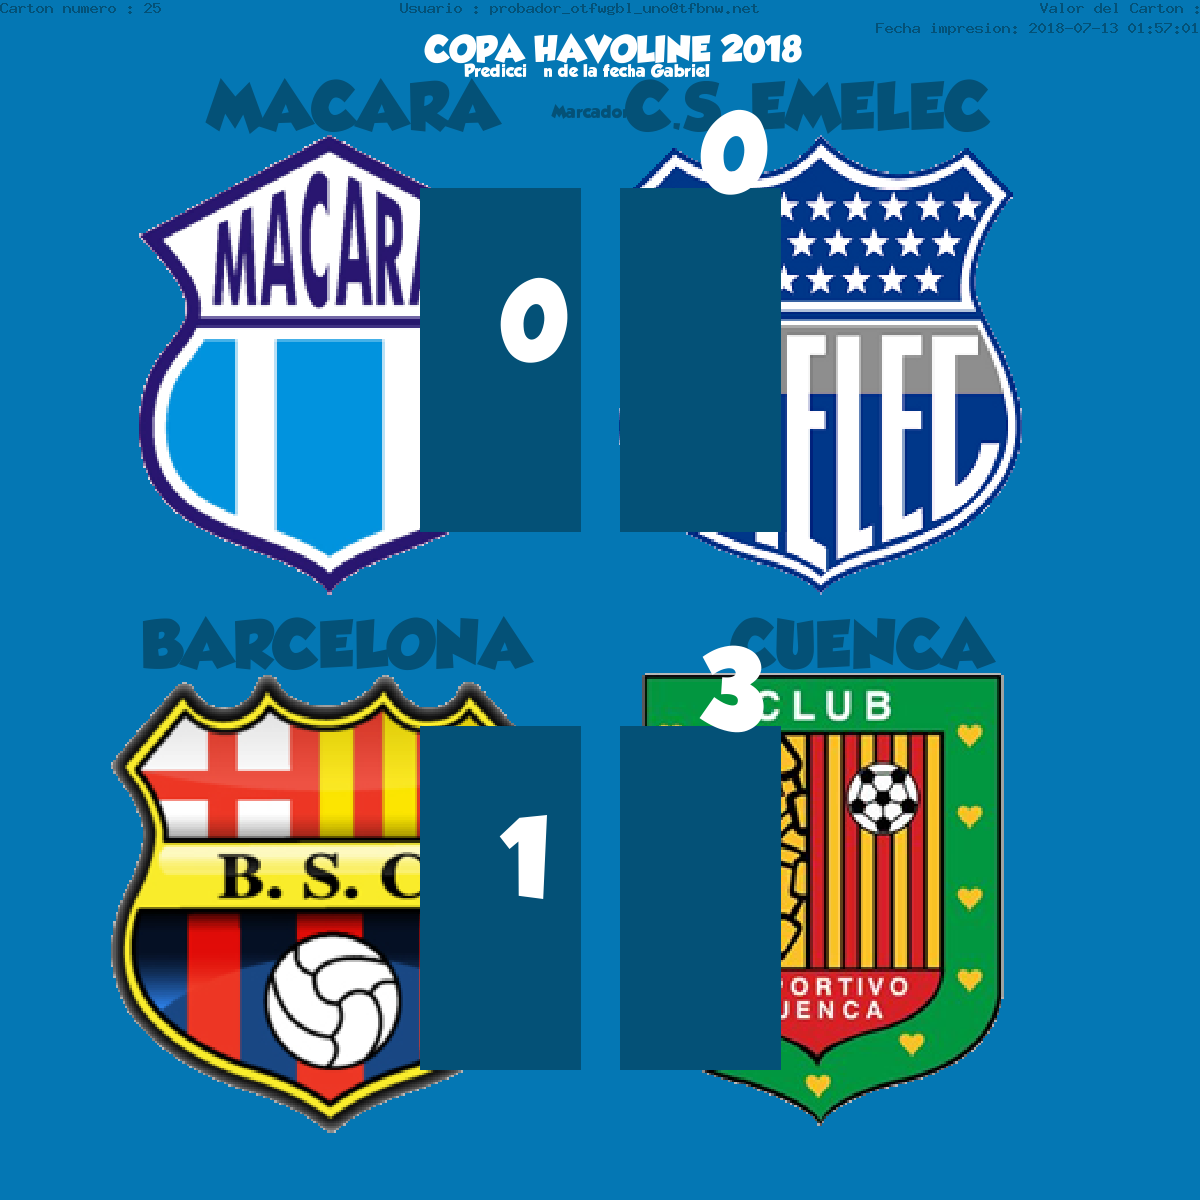 Carton numero : 25 Usuario : probador_otfwgbl_uno@tfbnw.net Valor del Carton :
Fecha impresion: 2018-07-13 01:57:01
COPA HAVOLINE 2018
Predicci n de la fecha Gabriel
MACARA Marcador C.S. EMELEC
0
MACARA
0
ELEC
BARCELONA CUENCA
3
CLUB
B. S. C
1
PORTIVO
UENCA